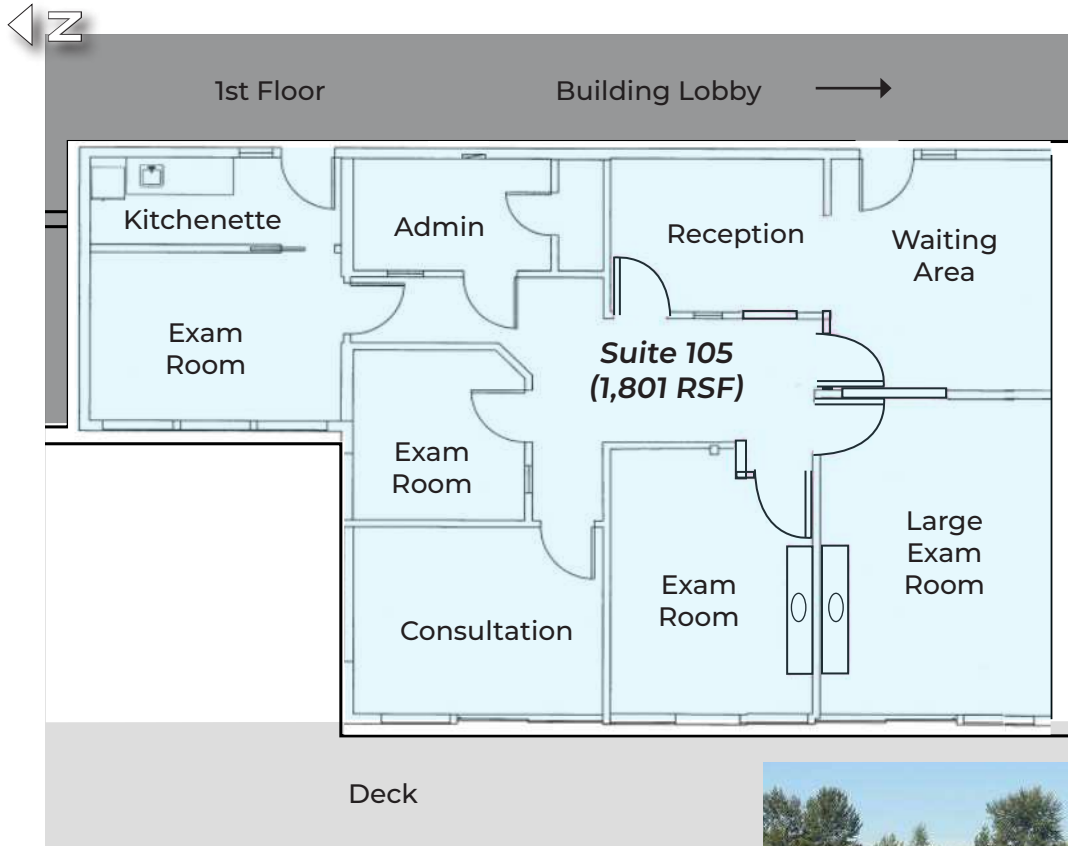 N
1st Floor
Building Lobby
Kitchenette
Admin
Reception
Waiting
Area
Exam
Room
Suite 105
(1,801 RSF)
Exam
Room
Large
Exam
Room
Exam
Room
Consultation
Deck